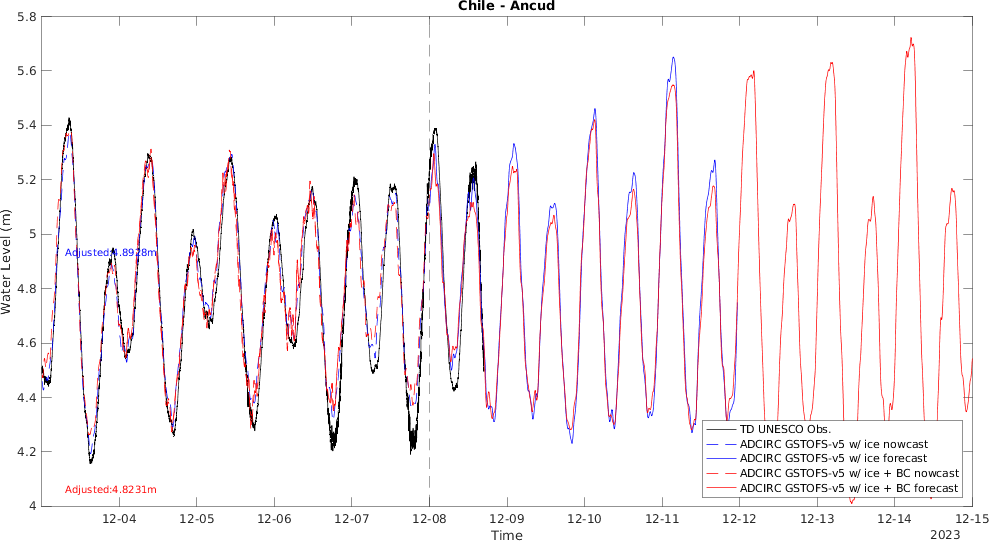 Chile - Ancud
5.8
5.6
5.4
5.2
5
4.8
4.6
4.4
4.2
4
Water Level (m)
Adjusted:4.8928m
Adjusted:4.8231m
TD UNESCO Obs.
ADCIRC GSTOFS-v5 w/ ice nowcast
ADCIRC GSTOFS-v5 w/ ice forecast
ADCIRC GSTOFS-v5 w/ ice + BC nowcast
ADCIRC GSTOFS-v5 w/ ice + BC forecast
12-04 12-05 12-06 12-07 12-08 12-09 12-10 12-11 12-12 12-13 12-14 12-15
Time
2023